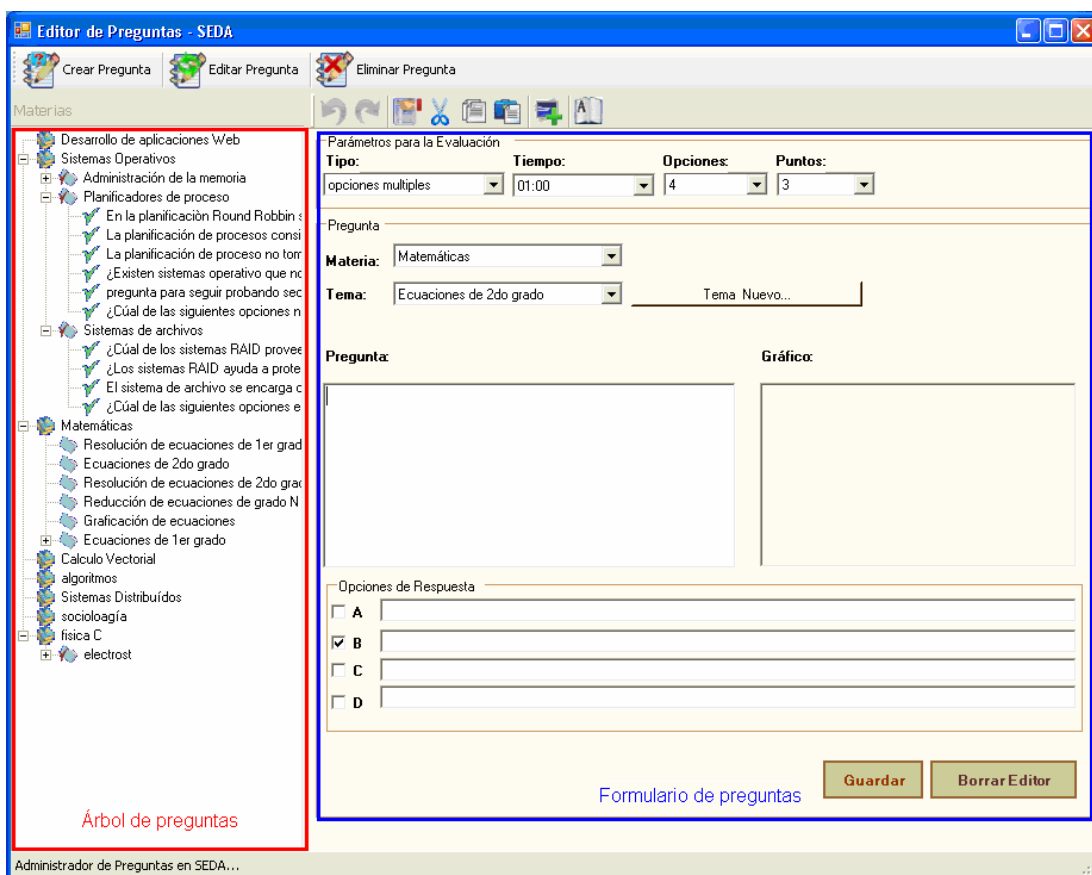 Editor de Preguntas - SEDA
Crear Pregunta Editar Pregunta Eliminar Pregunta
Materias
Desarrollo de aplicaciones Web
Sistemas Operativos
Administración de la memoria
Planificadores de proceso
En la planificaciòn Round Robbin s
La planificación de procesos consi
La planificación de proceso no tom
¿Existen sistemas operativo que no
pregunta para seguir probando sec
¿Cúal de las siguientes opciones n
Sistemas de archivos
¿Cúal de los sistemas RAID provee
¿Los sistemas RAID ayuda a prote
El sistema de archivo se encarga c
¿Cúal de las siguientes opciones e
Matemáticas
Resolución de ecuaciones de 1er grad
Ecuaciones de 2do grado
Resolución de ecuaciones de 2do grad
Reducción de ecuaciones de grado N
Graficación de ecuaciones
Ecuaciones de 1er grado
Calculo Vectorial
algoritmos
Sistemas Distribuídos
socioloagía
fisica C
electrost
Árbol de preguntas
Parámetros para la Evaluación
Tipo: Tiempo: Opciones: Puntos:
opciones multiples 01:00 4 3
Pregunta
Materia: Matemáticas
Tema: Ecuaciones de 2do grado Tema Nuevo...
Pregunta: Gráfico:
Opciones de Respuesta
A
B
C
D
Guardar Borrar Editor
Formulario de preguntas
Administrador de Preguntas en SEDA...